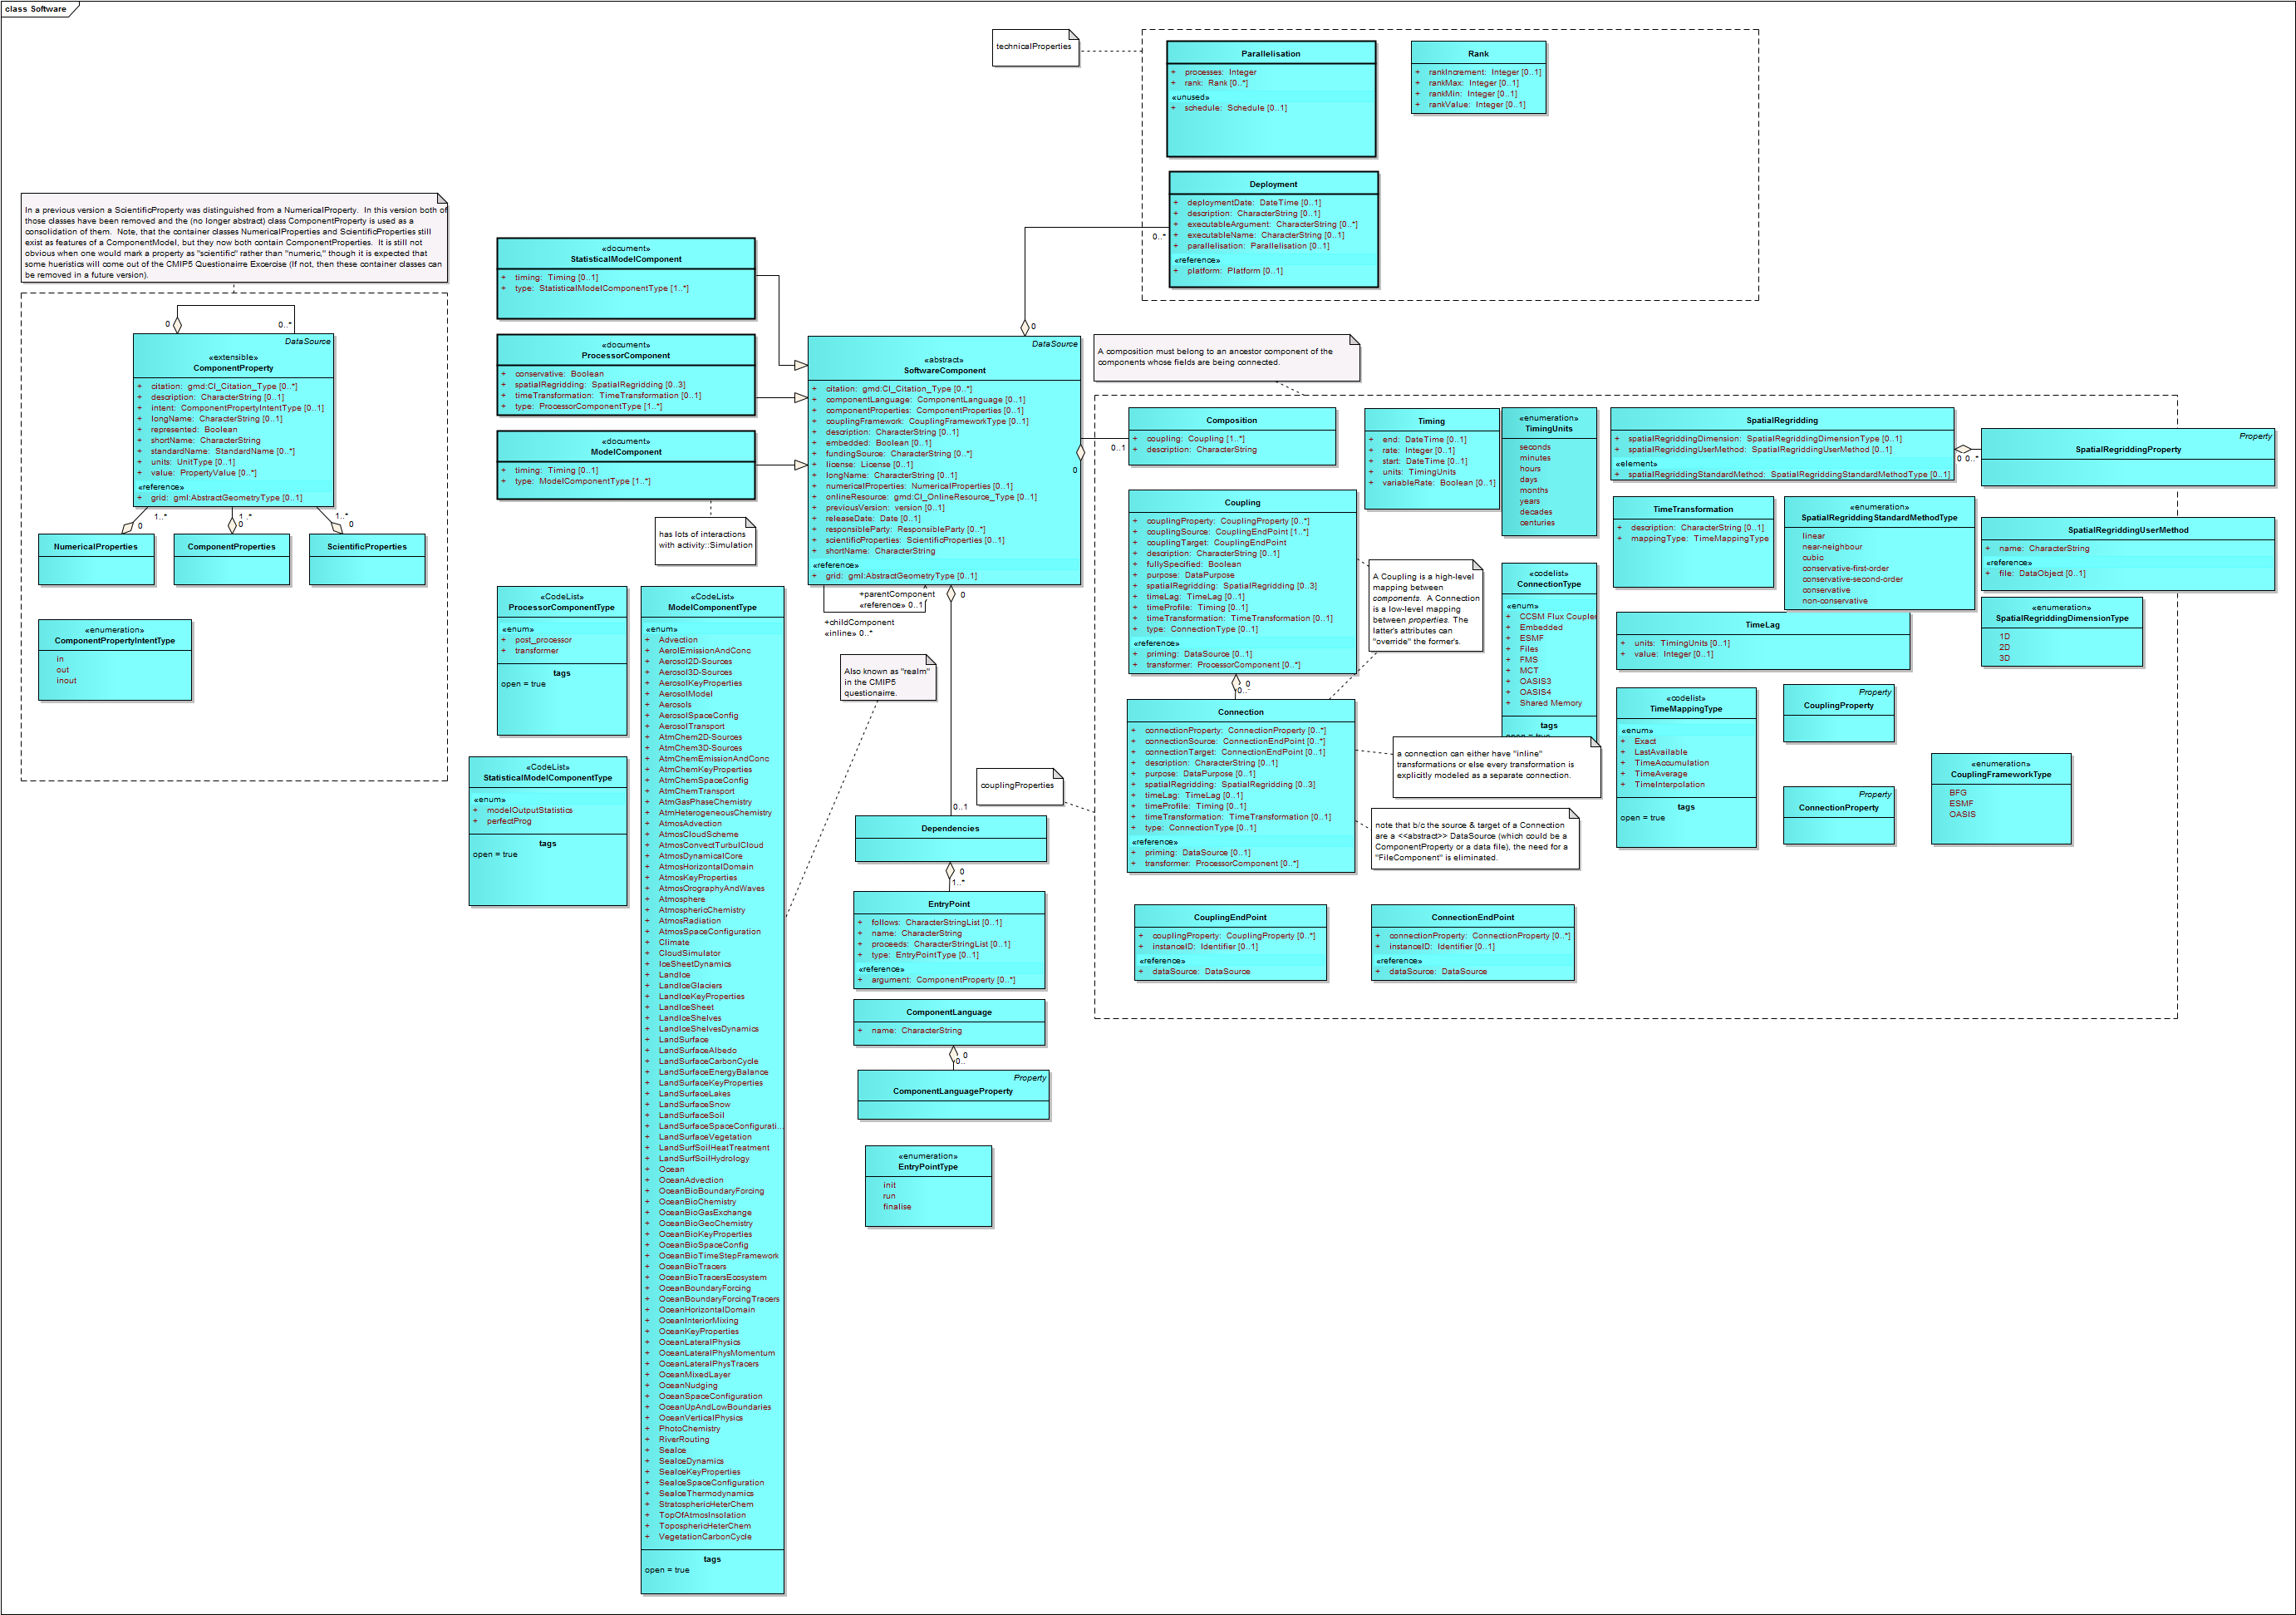 class Software
technicalProperties
Parallelisation
+ processes: Integer
+ rank: Rank [0..*]
«unused»
+ schedule: Schedule [0..1]
Rank
+ rankIncrement: Integer [0..1]
+ rankMax: Integer [0..1]
+ rankMin: Integer [0..1]
+ rankValue: Integer [0..1]
Deployment
+ deploymentDate: DateTime [0..1]
+ description: CharacterString [0..1]
+ executableArgument: CharacterString [0..*]
+ executableName: CharacterString [0..1]
+ parallelisation: Parallelisation [0..1]
«reference»
+ platform: Platform [0..1]
0..*
0
In a previous version a ScientificProperty was distinguished from a NumericalProperty. In this version both of
those classes have been removed and the (no longer abstract) class ComponentProperty is used as a
consolidation of them. Note, that the container classes NumericalProperties and ScientificProperties still
exist as features of a ComponentModel, but they now both contain ComponentProperties. It is still not
obvious when one would mark a property as "scientific" rather than "numeric," though it is expected that
some hueristics will come out of the CMIP5 Questionairre Excercise (If not, then these container classes can
be removed in a future version).
0
0..*
DataSource
«extensible»
ComponentProperty
+ citation: gmd:CI_Citation_Type [0..*]
+ description: CharacterString [0..1]
+ intent: ComponentPropertyIntentType [0..1]
+ longName: CharacterString [0..1]
+ represented: Boolean
+ shortName: CharacterString
+ standardName: StandardName [0..*]
+ units: UnitType [0..1]
+ value: PropertyValue [0..*]
«reference»
+ grid: gml:AbstractGeometryType [0..1]
1..*
0
1..*
0
1..*
0
NumericalProperties
ComponentProperties
ScientificProperties
«enumeration»
ComponentPropertyIntentType
in
out
inout
«document»
StatisticalModelComponent
+ timing: Timing [0..1]
+ type: StatisticalModelComponentType [1..*]
«document»
ProcessorComponent
+ conservative: Boolean
+ spatialRegridding: SpatialRegridding [0..3]
+ timeTransformation: TimeTransformation [0..1]
+ type: ProcessorComponentType [1..*]
«document»
ModelComponent
+ timing: Timing [0..1]
+ type: ModelComponentType [1..*]
has lots of interactions
with activity::Simulation
DataSource
«abstract»
SoftwareComponent
+ citation: gmd:CI_Citation_Type [0..*]
+ componentLanguage: ComponentLanguage [0..1]
+ componentProperties: ComponentProperties [0..1]
+ couplingFramework: CouplingFrameworkType [0..1]
+ description: CharacterString [0..1]
+ embedded: Boolean [0..1]
+ fundingSource: CharacterString [0..*]
+ license: License [0..1]
+ longName: CharacterString [0..1]
+ numericalProperties: NumericalProperties [0..1]
+ onlineResource: gmd:CI_OnlineResource_Type [0..1]
+ previousVersion: version [0..1]
+ releaseDate: Date [0..1]
+ responsibleParty: ResponsibleParty [0..*]
+ scientificProperties: ScientificProperties [0..1]
+ shortName: CharacterString
«reference»
+ grid: gml:AbstractGeometryType [0..1]
+parentComponent
«reference» 0..1
+childComponent
«inline» 0..*
0
0..1
0
0..1
«CodeList»
ProcessorComponentType
«enum»
+ post_processor
+ transformer
tags
open = true
«CodeList»
StatisticalModelComponentType
«enum»
+ modelOutputStatistics
+ perfectProg
tags
open = true
«CodeList»
ModelComponentType
«enum»
+ Advection
+ AerolEmissionAndConc
+ Aerosol2D-Sources
+ Aerosol3D-Sources
+ AerosolKeyProperties
+ AerosolModel
+ Aerosols
+ AerosolSpaceConfig
+ AerosolTransport
+ AtmChem2D-Sources
+ AtmChem3D-Sources
+ AtmChemEmissionAndConc
+ AtmChemKeyProperties
+ AtmChemSpaceConfig
+ AtmChemTransport
+ AtmGasPhaseChemistry
+ AtmHeterogeneousChemistry
+ AtmosAdvection
+ AtmosCloudScheme
+ AtmosConvectTurbulCloud
+ AtmosDynamicalCore
+ AtmosHorizontalDomain
+ AtmosKeyProperties
+ AtmosOrographyAndWaves
+ Atmosphere
+ AtmosphericChemistry
+ AtmosRadiation
+ AtmosSpaceConfiguration
+ Climate
+ CloudSimulator
+ IceSheetDynamics
+ LandIce
+ LandIceGlaciers
+ LandIceKeyProperties
+ LandIceSheet
+ LandIceShelves
+ LandIceShelvesDynamics
+ LandSurface
+ LandSurfaceAlbedo
+ LandSurfaceCarbonCycle
+ LandSurfaceEnergyBalance
+ LandSurfaceKeyProperties
+ LandSurfaceLakes
+ LandSurfaceSnow
+ LandSurfaceSoil
+ LandSurfaceSpaceConfigurati...
+ LandSurfaceVegetation
+ LandSurfSoilHeatTreatment
+ LandSurfSoilHydrology
+ Ocean
+ OceanAdvection
+ OceanBioBoundaryForcing
+ OceanBioChemistry
+ OceanBioGasExchange
+ OceanBioGeoChemistry
+ OceanBioKeyProperties
+ OceanBioSpaceConfig
+ OceanBioTimeStepFramework
+ OceanBioTracers
+ OceanBioTracersEcosystem
+ OceanBoundaryForcing
+ OceanBoundaryForcingTracers
+ OceanHorizontalDomain
+ OceanInteriorMixing
+ OceanKeyProperties
+ OceanLateralPhysics
+ OceanLateralPhysMomentum
+ OceanLateralPhysTracers
+ OceanMixedLayer
+ OceanNudging
+ OceanSpaceConfiguration
+ OceanUpAndLowBoundaries
+ OceanVerticalPhysics
+ PhotoChemistry
+ RiverRouting
+ SeaIce
+ SeaIceDynamics
+ SeaIceKeyProperties
+ SeaIceSpaceConfiguration
+ SeaIceThermodynamics
+ StratosphericHeterChem
+ TopOfAtmosInsolation
+ ToposphericHeterChem
+ VegetationCarbonCycle
tags
open = true
Also known as "realm"
in the CMIP5
questionairre.
Dependencies
0
1..*
EntryPoint
+ follows: CharacterStringList [0..1]
+ name: CharacterString
+ proceeds: CharacterStringList [0..1]
+ type: EntryPointType [0..1]
«reference»
+ argument: ComponentProperty [0..*]
ComponentLanguage
+ name: CharacterString
0
0..*
Property
ComponentLanguageProperty
«enumeration»
EntryPointType
init
run
finalise
A composition must belong to an ancestor component of the
components whose fields are being connected.
couplingProperties
Composition
+ coupling: Coupling [1..*]
+ description: CharacterString
Coupling
+ couplingProperty: CouplingProperty [0..*]
+ couplingSource: CouplingEndPoint [1..*]
+ couplingTarget: CouplingEndPoint
+ description: CharacterString [0..1]
+ fullySpecified: Boolean
+ purpose: DataPurpose
+ spatialRegridding: SpatialRegridding [0..3]
+ timeLag: TimeLag [0..1]
+ timeProfile: Timing [0..1]
+ timeTransformation: TimeTransformation [0..1]
+ type: ConnectionType [0..1]
«reference»
+ priming: DataSource [0..1]
+ transformer: ProcessorComponent [0..*]
0
0..*
Connection
+ connectionProperty: ConnectionProperty [0..*]
+ connectionSource: ConnectionEndPoint [0..*]
+ connectionTarget: ConnectionEndPoint [0..1]
+ description: CharacterString [0..1]
+ purpose: DataPurpose [0..1]
+ spatialRegridding: SpatialRegridding [0..3]
+ timeLag: TimeLag [0..1]
+ timeProfile: Timing [0..1]
+ timeTransformation: TimeTransformation [0..1]
+ type: ConnectionType [0..1]
«reference»
+ priming: DataSource [0..1]
+ transformer: ProcessorComponent [0..*]
CouplingEndPoint
+ couplingProperty: CouplingProperty [0..*]
+ instanceID: Identifier [0..1]
«reference»
+ dataSource: DataSource
ConnectionEndPoint
+ connectionProperty: ConnectionProperty [0..*]
+ instanceID: Identifier [0..1]
«reference»
+ dataSource: DataSource
Timing
+ end: DateTime [0..1]
+ rate: Integer [0..1]
+ start: DateTime [0..1]
+ units: TimingUnits
+ variableRate: Boolean [0..1]
«enumeration»
TimingUnits
seconds
minutes
hours
days
months
years
decades
centuries
A Coupling is a high-level
mapping between
components. A Connection
is a low-level mapping
between properties. The
latter's attributes can
"override" the former's.
«codelist»
ConnectionType
«enum»
+ CCSM Flux Coupler
+ Embedded
+ ESMF
+ Files
+ FMS
+ MCT
+ OASIS3
+ OASIS4
+ Shared Memory
tags
open = true
a connection can either have "inline"
transformations or else every transformation is
explicitly modeled as a separate connection.
note that b/c the source & target of a Connection
are a <<abstract>> DataSource (which could be a
ComponentProperty or a data file), the need for a
"FileComponent" is eliminated.
SpatialRegridding
+ spatialRegriddingDimension: SpatialRegriddingDimensionType [0..1]
+ spatialRegriddingUserMethod: SpatialRegriddingUserMethod [0..1]
«element»
+ spatialRegriddingStandardMethod: SpatialRegriddingStandardMethodType [0..1]
0 0..*
Property
SpatialRegriddingProperty
TimeTransformation
+ description: CharacterString [0..1]
+ mappingType: TimeMappingType
«enumeration»
SpatialRegriddingStandardMethodType
linear
near-neighbour
cubic
conservative-first-order
conservative-second-order
conservative
non-conservative
SpatialRegriddingUserMethod
+ name: CharacterString
«reference»
+ file: DataObject [0..1]
«enumeration»
SpatialRegriddingDimensionType
1D
2D
3D
TimeLag
+ units: TimingUnits [0..1]
+ value: Integer [0..1]
«codelist»
TimeMappingType
«enum»
+ Exact
+ LastAvailable
+ TimeAccumulation
+ TimeAverage
+ TimeInterpolation
tags
open = true
Property
CouplingProperty
Property
ConnectionProperty
«enumeration»
CouplingFrameworkType
BFG
ESMF
OASIS